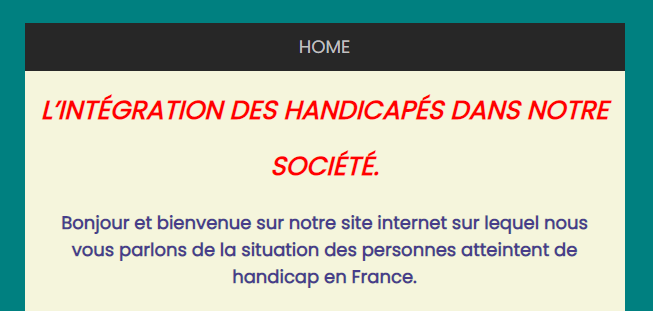 HOME
L’INTÉGRATION DES HANDICAPÉS DANS NOTRE
SOCIÉTÉ.
Bonjour et bienvenue sur notre site internet sur lequel nous
vous parlons de la situation des personnes atteintent de
handicap en France.